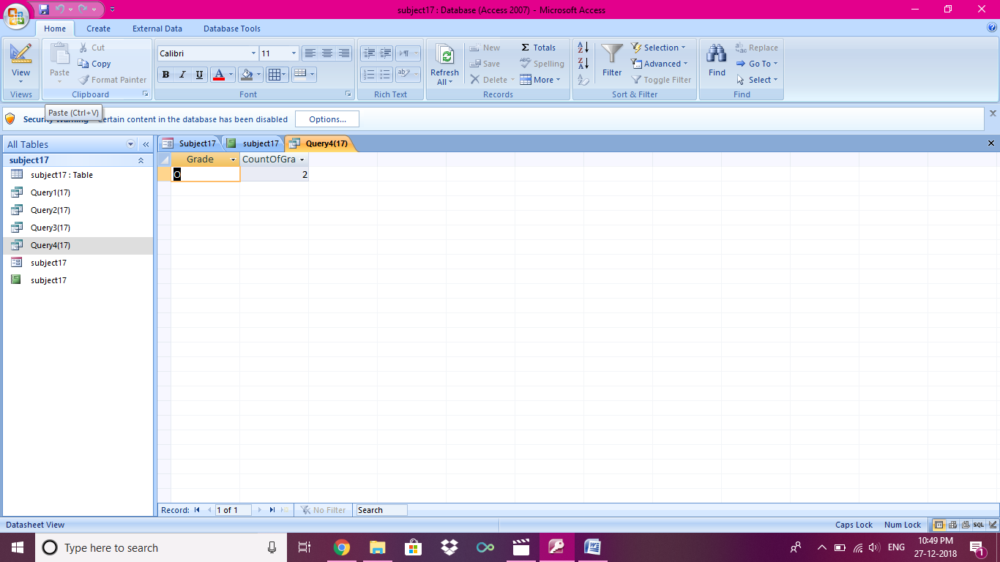 subject17 : Database (Access 2007) - Microsoft Access
Home Create External Data Database Tools
View
Views
Paste
Cut
Copy
Format Painter
Clipboard
Calibri 11
B I U A
Font
Rich Text
Refresh All
New
Save
Delete
Totals
Spelling
More
Records
Filter
Selection
Advanced
Toggle Filter
Sort & Filter
Find
Replace
Go To
Select
Find
Paste (Ctrl+V)
Certain content in the database has been disabled Options...
All Tables
subject17
subject17 : Table
Query1(17)
Query2(17)
Query3(17)
Query4(17)
subject17
subject17
Subject17 subject17 Query4(17)
Grade CountOfGra
O 2
Record: 1 of 1 No Filter Search
Datasheet View Caps Lock Num Lock SQL
Type here to search
ENG
10:49 PM
27-12-2018
1